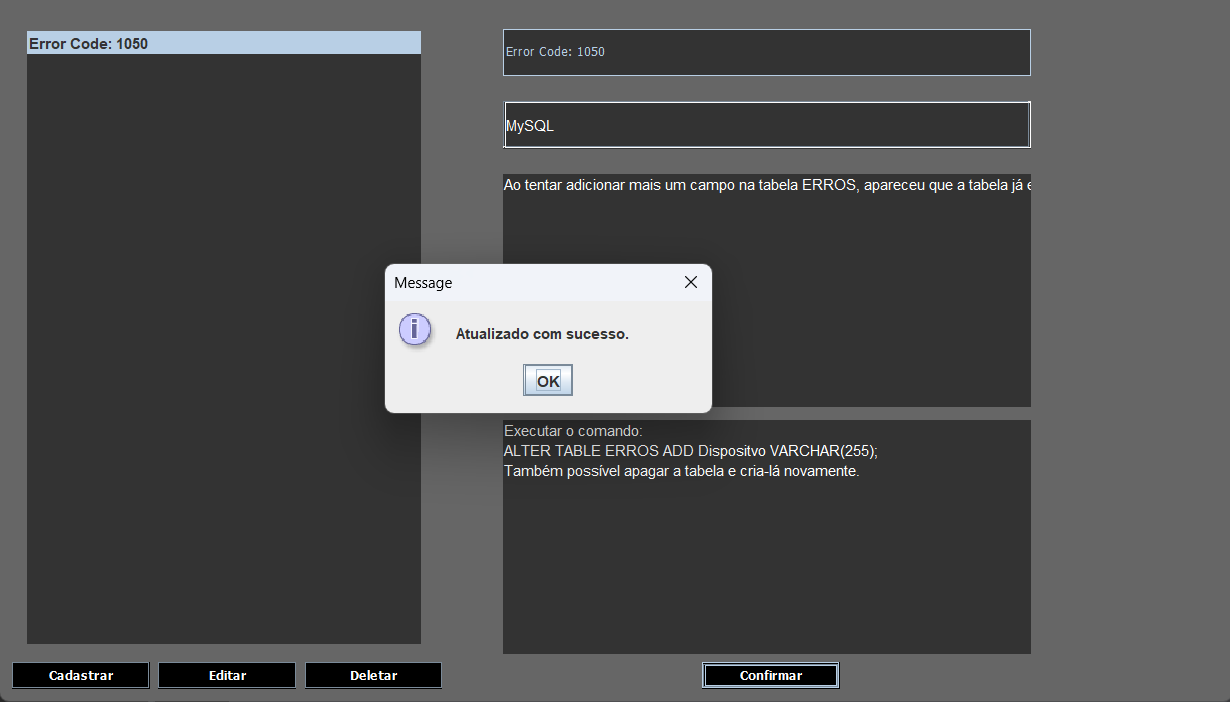 Error Code: 1050
Error Code: 1050
MySQL
Ao tentar adicionar mais um campo na tabela ERROS, apareceu que a tabela já
Message
i
Atualizado com sucesso.
OK
Executar o comando:
ALTER TABLE ERROS ADD Dispositvo VARCHAR(255);
Também possível apagar a tabela e cria-lá novamente.
Cadastrar
Editar
Deletar
Confirmar